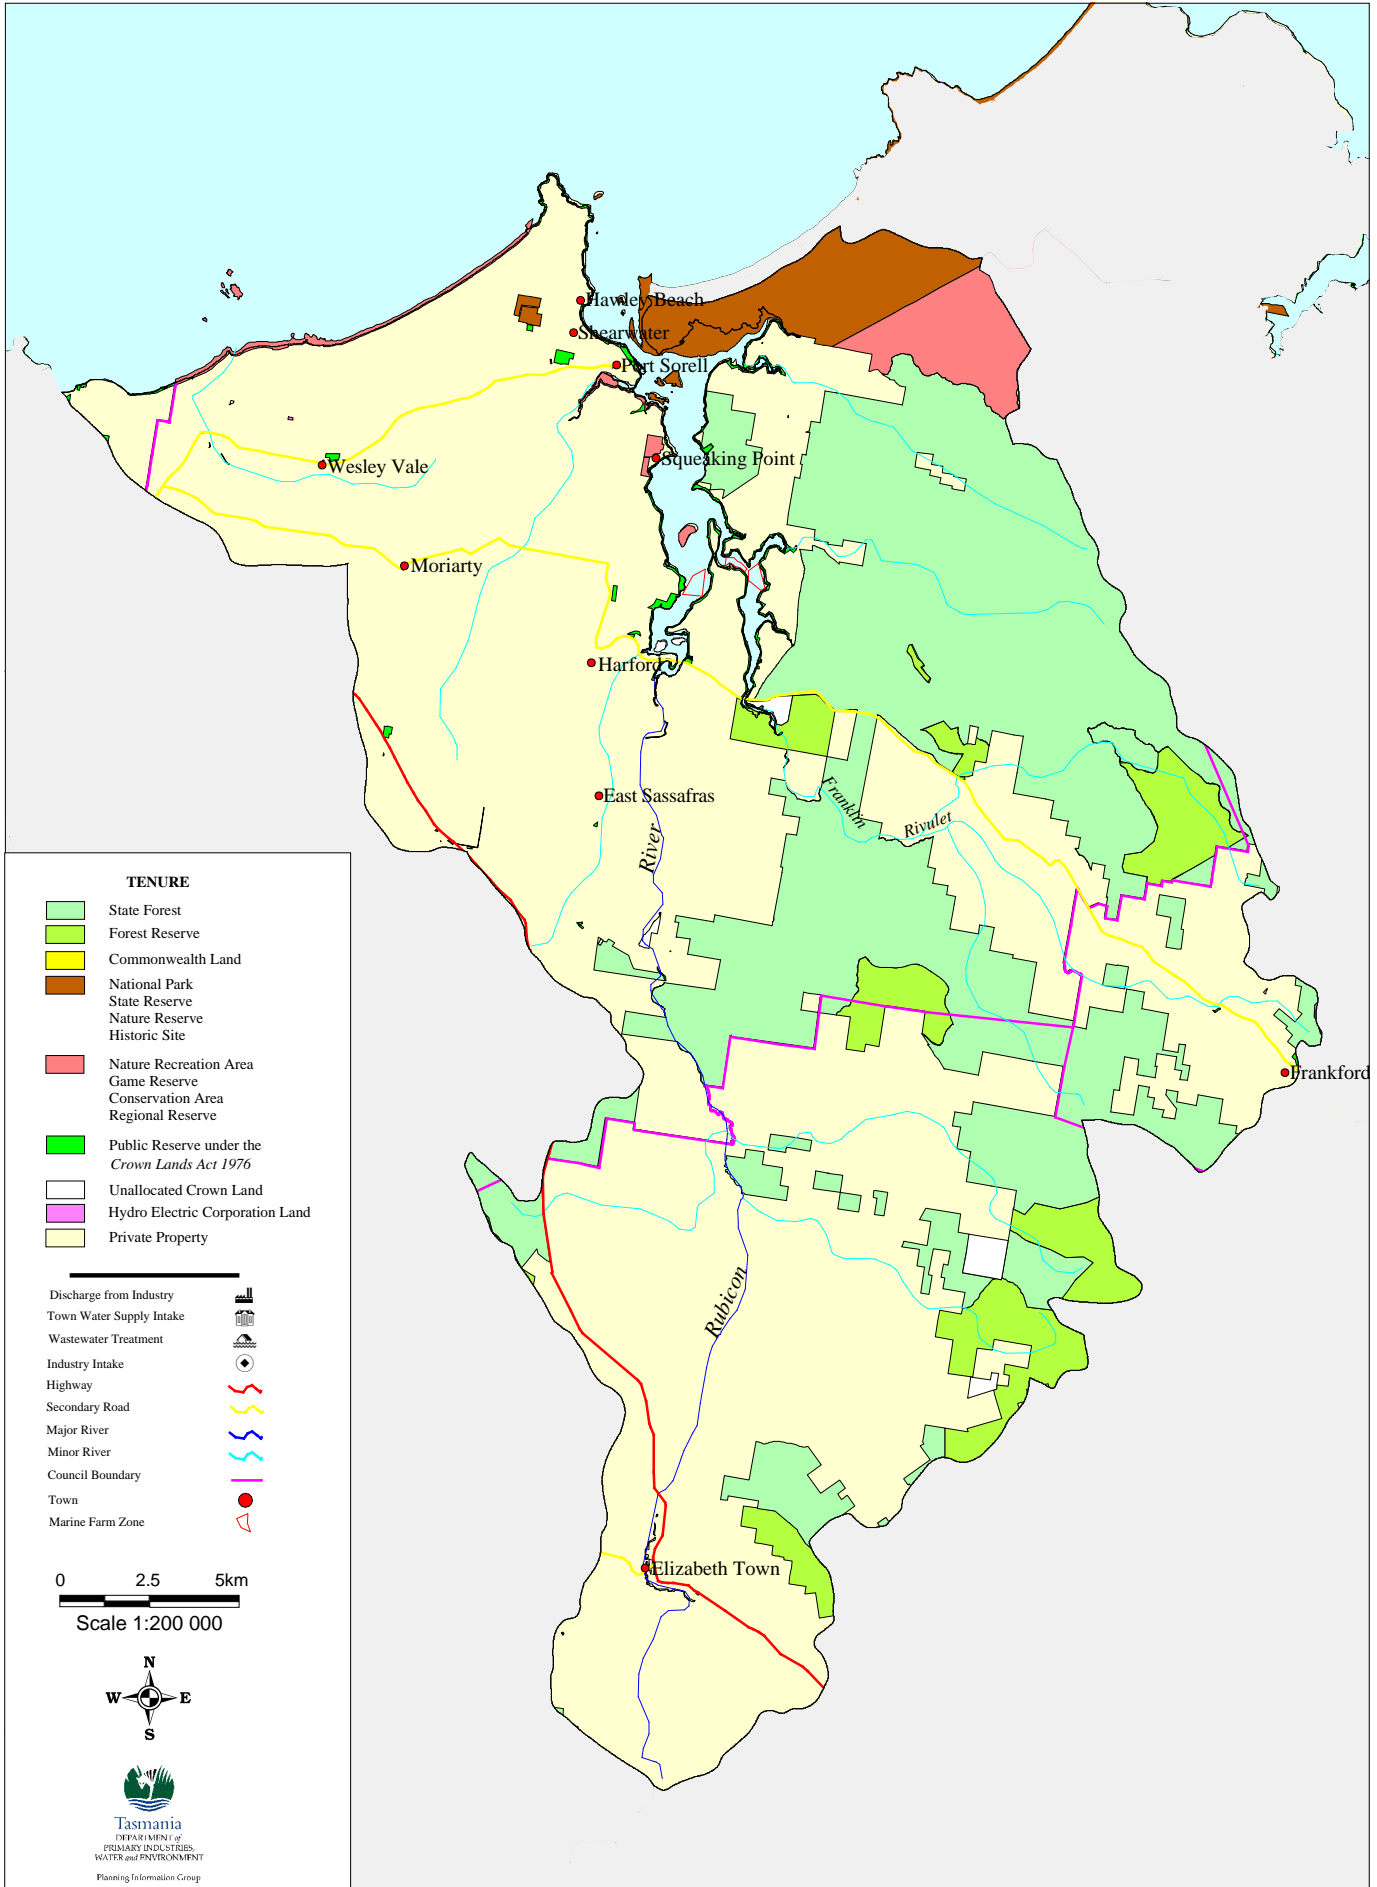 Hawley Beach
Shearwater
Port Sorell
Squeaking Point
Wesley Vale
Moriarty
Harford
East Sassafras
Franklin
Rivulet
River
Frankford
Rubicon
Elizabeth Town
TENURE
State Forest
Forest Reserve
Commonwealth Land
National Park
State Reserve
Nature Reserve
Historic Site
Nature Recreation Area
Game Reserve
Conservation Area
Regional Reserve
Public Reserve under the
Crown Lands Act 1976
Unallocated Crown Land
Hydro Electric Corporation Land
Private Property
Discharge from Industry
Town Water Supply Intake
Wastewater Treatment
Industry Intake
Highway
Secondary Road
Major River
Minor River
Council Boundary
Town
Marine Farm Zone
0 2.5 5km
Scale 1:200 000
N
W E
S
Tasmania
DEPARTMENT of
PRIMARY INDUSTRIES,
WATER and ENVIRONMENT
Planning Information Group